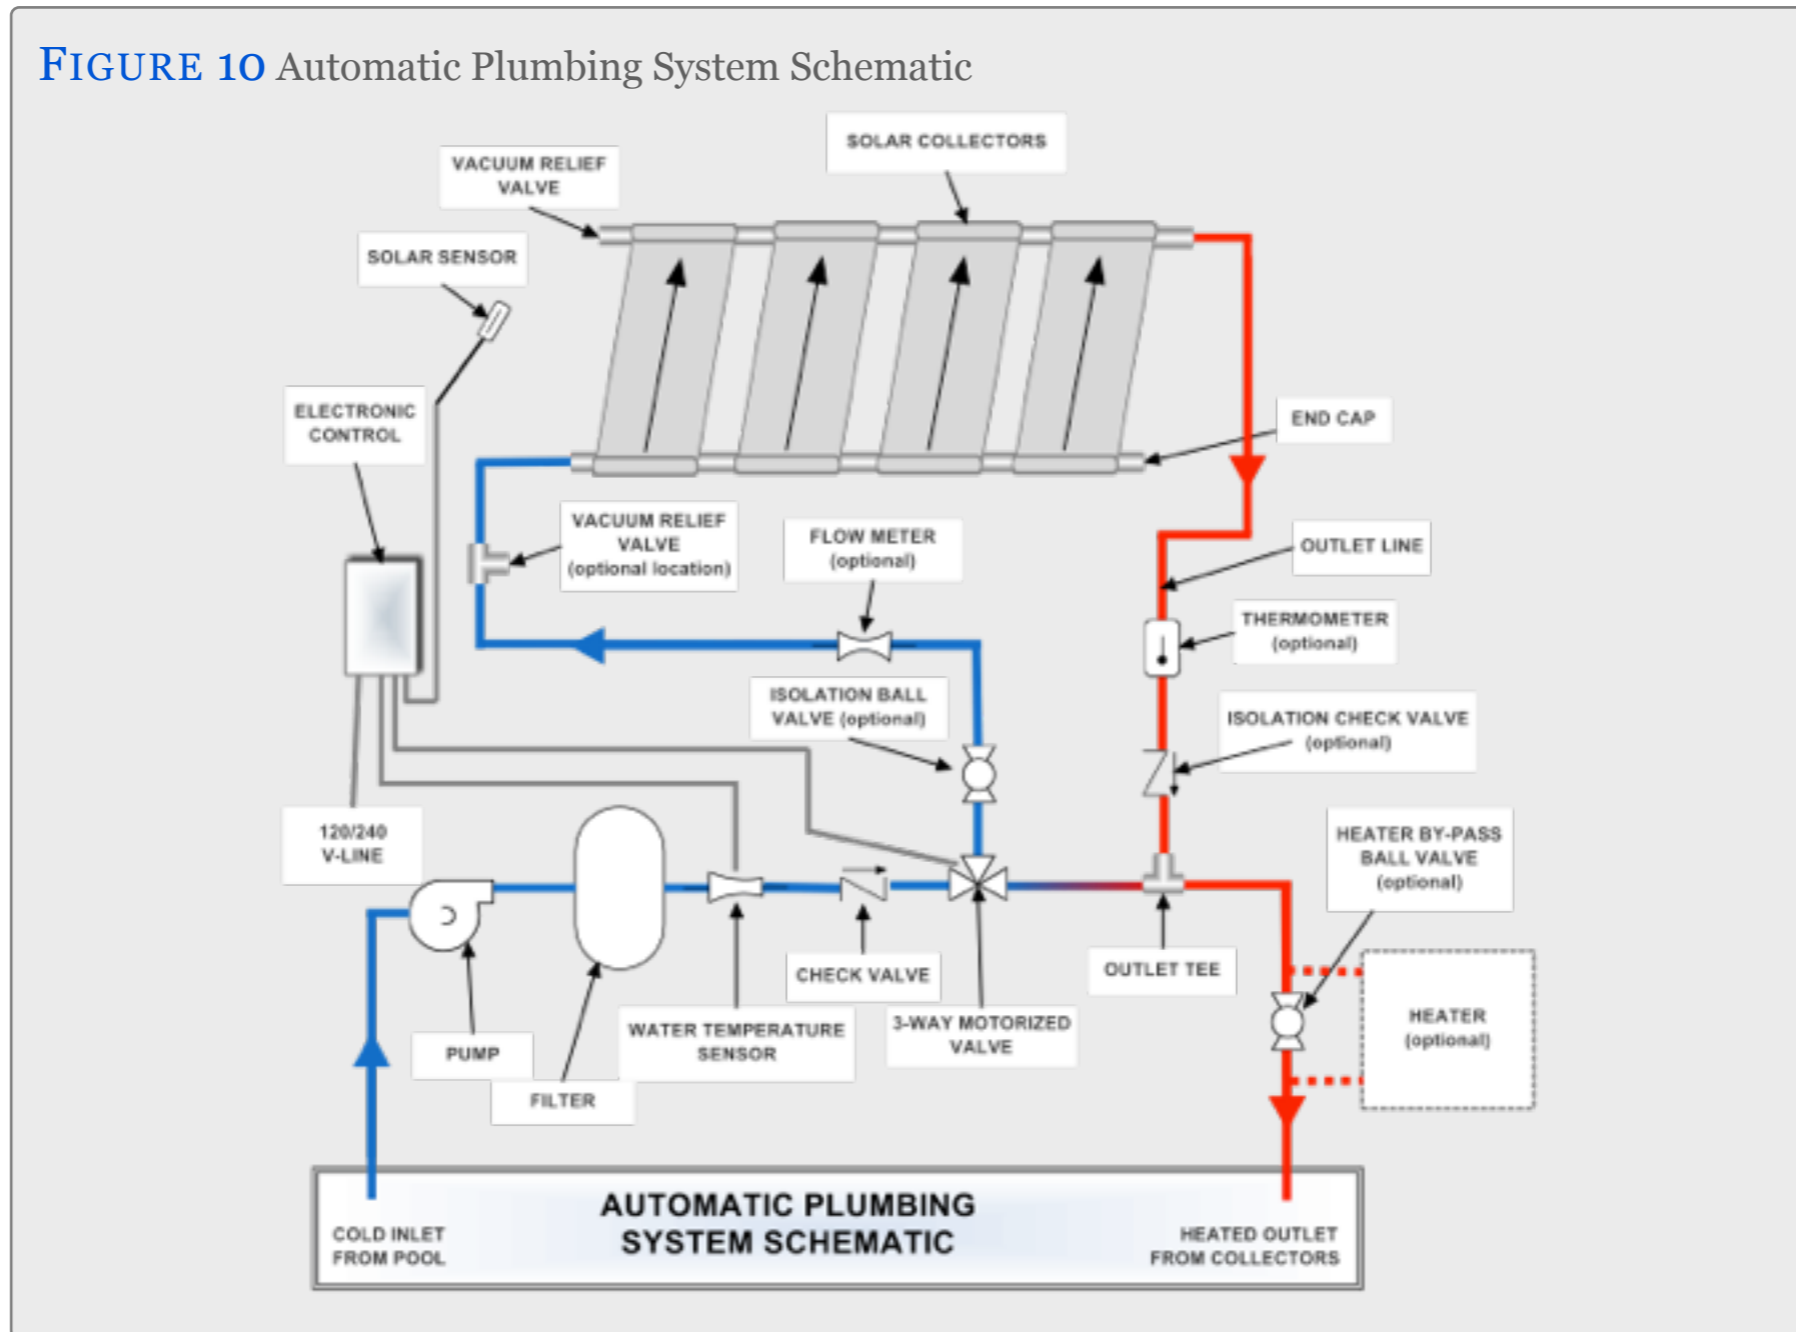 FIGURE 10 Automatic Plumbing System Schematic
SOLAR COLLECTORS
VACUUM RELIEF
VALVE
SOLAR SENSOR
ELECTRONIC
CONTROL
END CAP
VACUUM RELIEF
VALVE
(optional location)
FLOW METER
(optional)
OUTLET LINE
THERMOMETER
(optional)
ISOLATION BALL
VALVE (optional)
ISOLATION CHECK VALVE
(optional)
120/240
V-LINE
HEATER BY-PASS
BALL VALVE
(optional)
CHECK VALVE
OUTLET TEE
PUMP
FILTER
WATER TEMPERATURE
SENSOR
3-WAY MOTORIZED
VALVE
HEATER
(optional)
AUTOMATIC PLUMBING
SYSTEM SCHEMATIC
COLD INLET
FROM POOL
HEATED OUTLET
FROM COLLECTORS